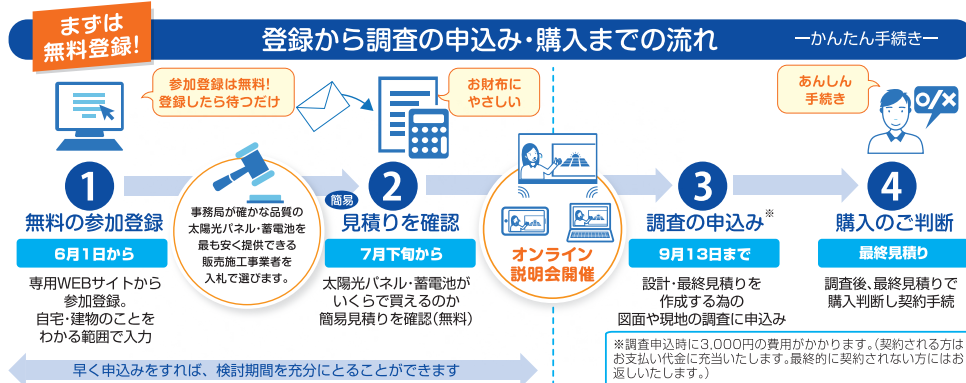 まずは
無料登録!
登録から調査の申込み・購入までの流れ
―かんたん手続き―
参加登録は無料!
登録したら待つだけ
お財布に
やさしい
あんしん
手続き
O/×
1
無料の参加登録
6月1日から
専用WEBサイトから
参加登録。
自宅・建物のことを
わかる範囲で入力
事務局が確かな品質の
太陽光パネル・蓄電池を
最も安く提供できる
販売施工事業者を
入札で選びます。
2
簡易
見積りを確認
7月下旬から
太陽光パネル・蓄電池が
いくらで買えるのか
簡易見積りを確認(無料)
オンライン
説明会開催
3
調査の申込み※
9月13日まで
設計・最終見積りを
作成する為の
図面や現地の調査に申込み
4
購入のご判断
最終見積り
調査後、最終見積りで
購入判断し契約手続
※調査申込時に3,000円の費用がかかります。(契約される方は
お支払い代金に充当いたします。最終的に契約されない方にはお
返しいたします。)
早く申込みをすれば、検討期間を充分にとることができます